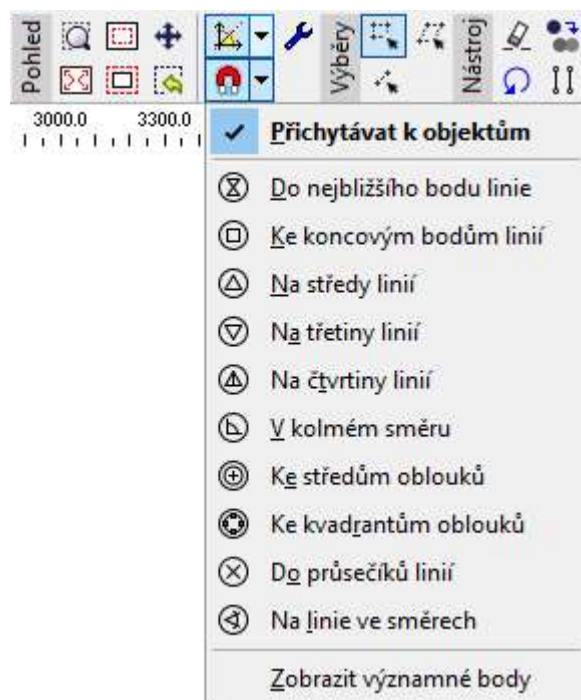 Pohled
Výběry
Nástroj
3000.0 3300.0
Přichytávat k objektům
Do nejbližšího bodu linie
Ke koncovým bodům linií
Na středy linií
Na třetiny linií
Na čtvrtiny linií
V kolmém směru
Ke středům oblouků
Ke kvadrantům oblouků
Do průsečíků linií
Na linie ve směrech
Zobrazit významné body